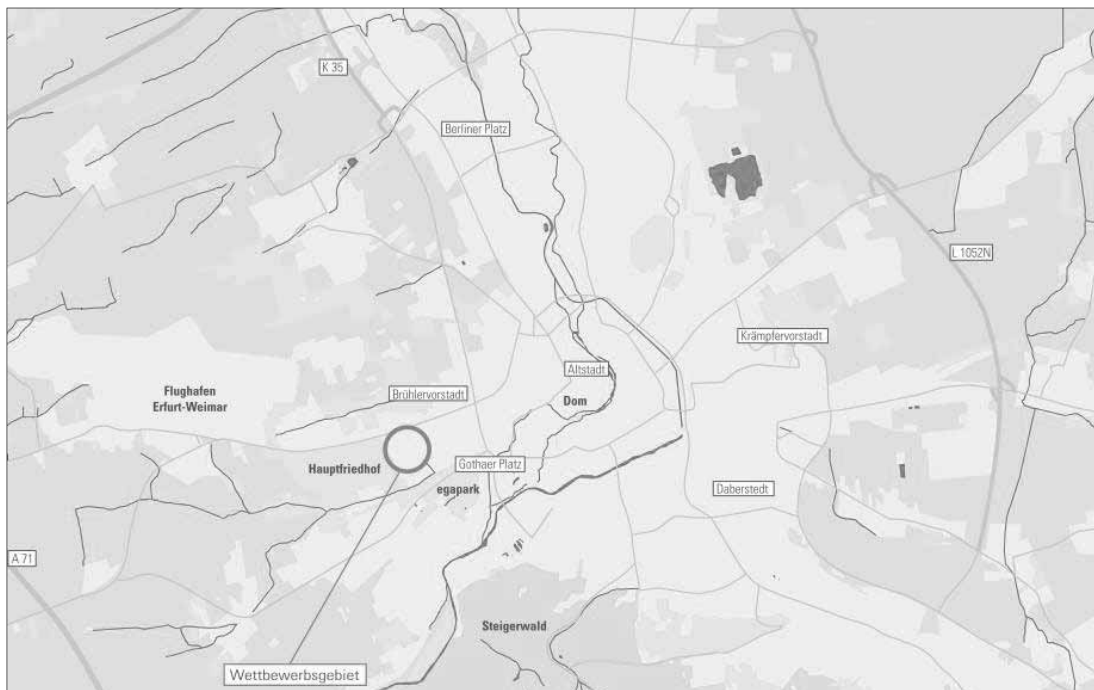 K 35
Berliner Platz
L 1052N
Krämpfervorstadt
Altstadt
Flughafen
Erfurt-Weimar
Brühlervorstadt
Dom
Hauptfriedhof
Gothaer Platz
egapark
Daberstedt
A 71
Steigerwald
Wettbewerbsgebiet